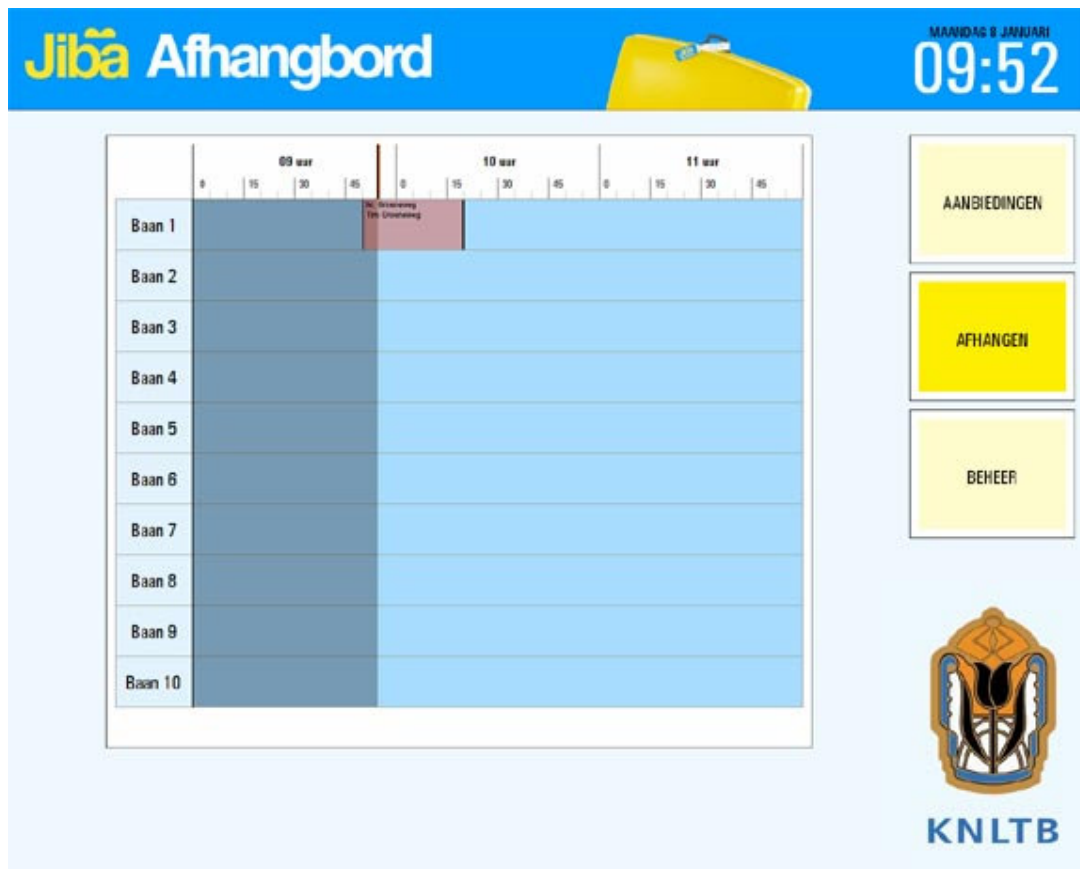 Jiba Afhangbord
MAANDAG 8 JANUARI
09:52
09 uur 10 uur 11 uur
0 15 30 45 0 15 30 45 0 15 30 45
Baan 1
Baan 2
Baan 3
Baan 4
Baan 5
Baan 6
Baan 7
Baan 8
Baan 9
Baan 10
AANBIEDINGEN
AFHANGEN
BEHEER
KNLTB